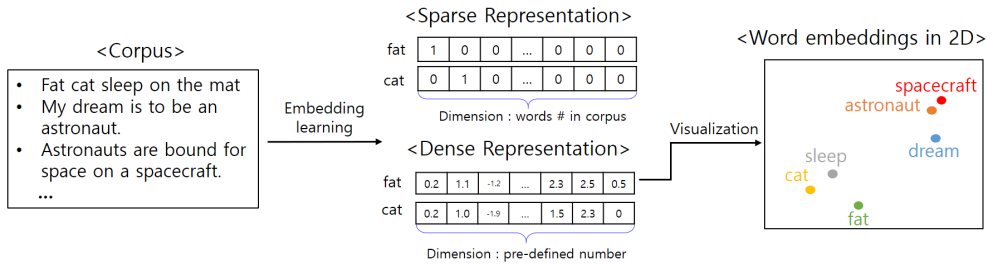 <Corpus>
• Fat cat sleep on the mat
• My dream is to be an
astronaut.
• Astronauts are bound for
space on a spacecraft.
...
Embedding
learning
<Sparse Representation>
fat 1 0 0 ... 0 0 0
cat 0 1 0 ... 0 0 0
Dimension : words # in corpus
<Dense Representation>
fat 0.2 1.1 -1.2 ... 2.3 2.5 0.5
cat 0.2 1.0 -1.9 ... 1.5 2.3 0
Dimension : pre-defined number
Visualization
<Word embeddings in 2D>
spacecraft
astronaut
dream
sleep
cat
fat